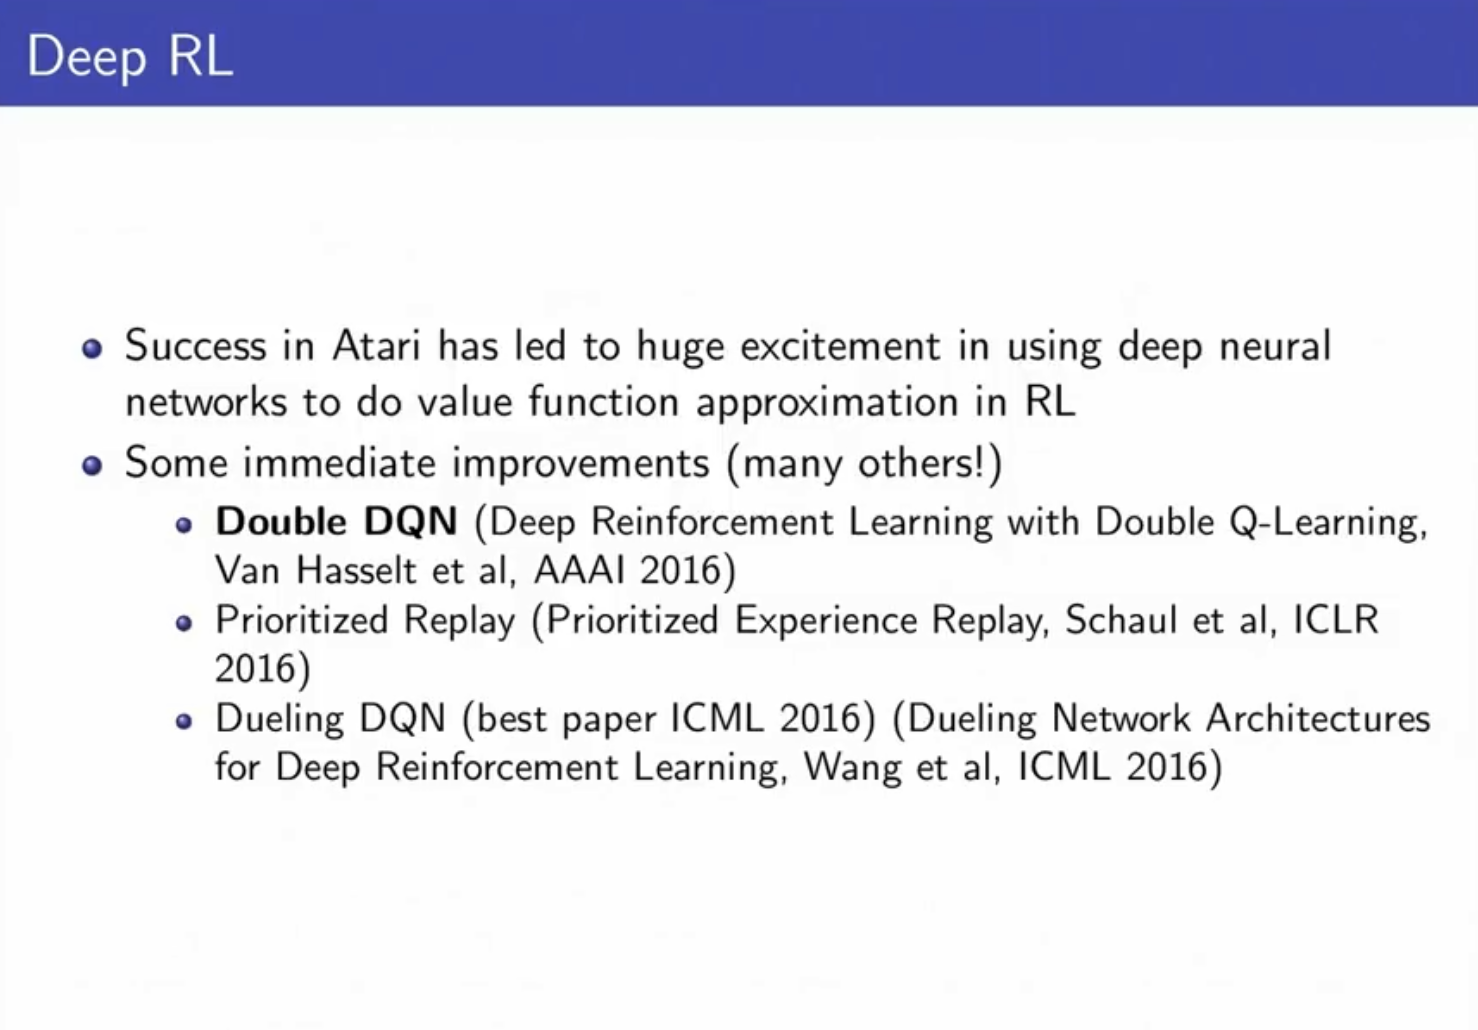 Deep RL
Success in Atari has led to huge excitement in using deep neural
networks to do value function approximation in RL
Some immediate improvements (many others!)
Double DQN (Deep Reinforcement Learning with Double Q-Learning,
Van Hasselt et al, AAAI 2016)
Prioritized Replay (Prioritized Experience Replay, Schaul et al, ICLR
2016)
Dueling DQN (best paper ICML 2016) (Dueling Network Architectures
for Deep Reinforcement Learning, Wang et al, ICML 2016)